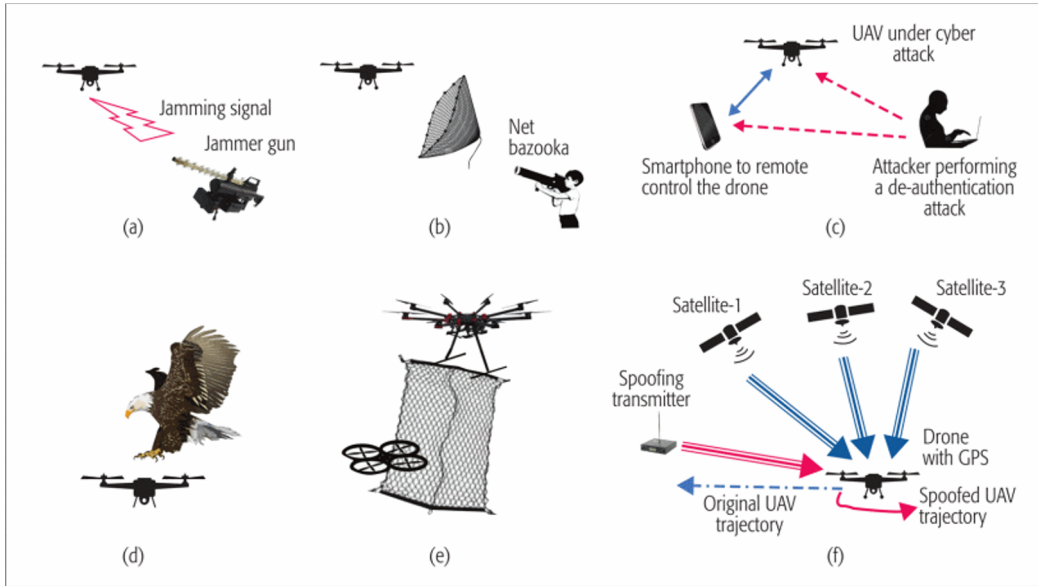 Jamming signal
Jammer gun
(a)
Net
bazooka
(b)
UAV under cyber
attack
Smartphone to remote
control the drone
Attacker performing
a de-authentication
attack
(c)
(d)
(e)
Satellite-1
Satellite-2
Satellite-3
Spoofing
transmitter
Drone
with GPS
Original UAV
trajectory
Spoofed UAV
trajectory
(f)